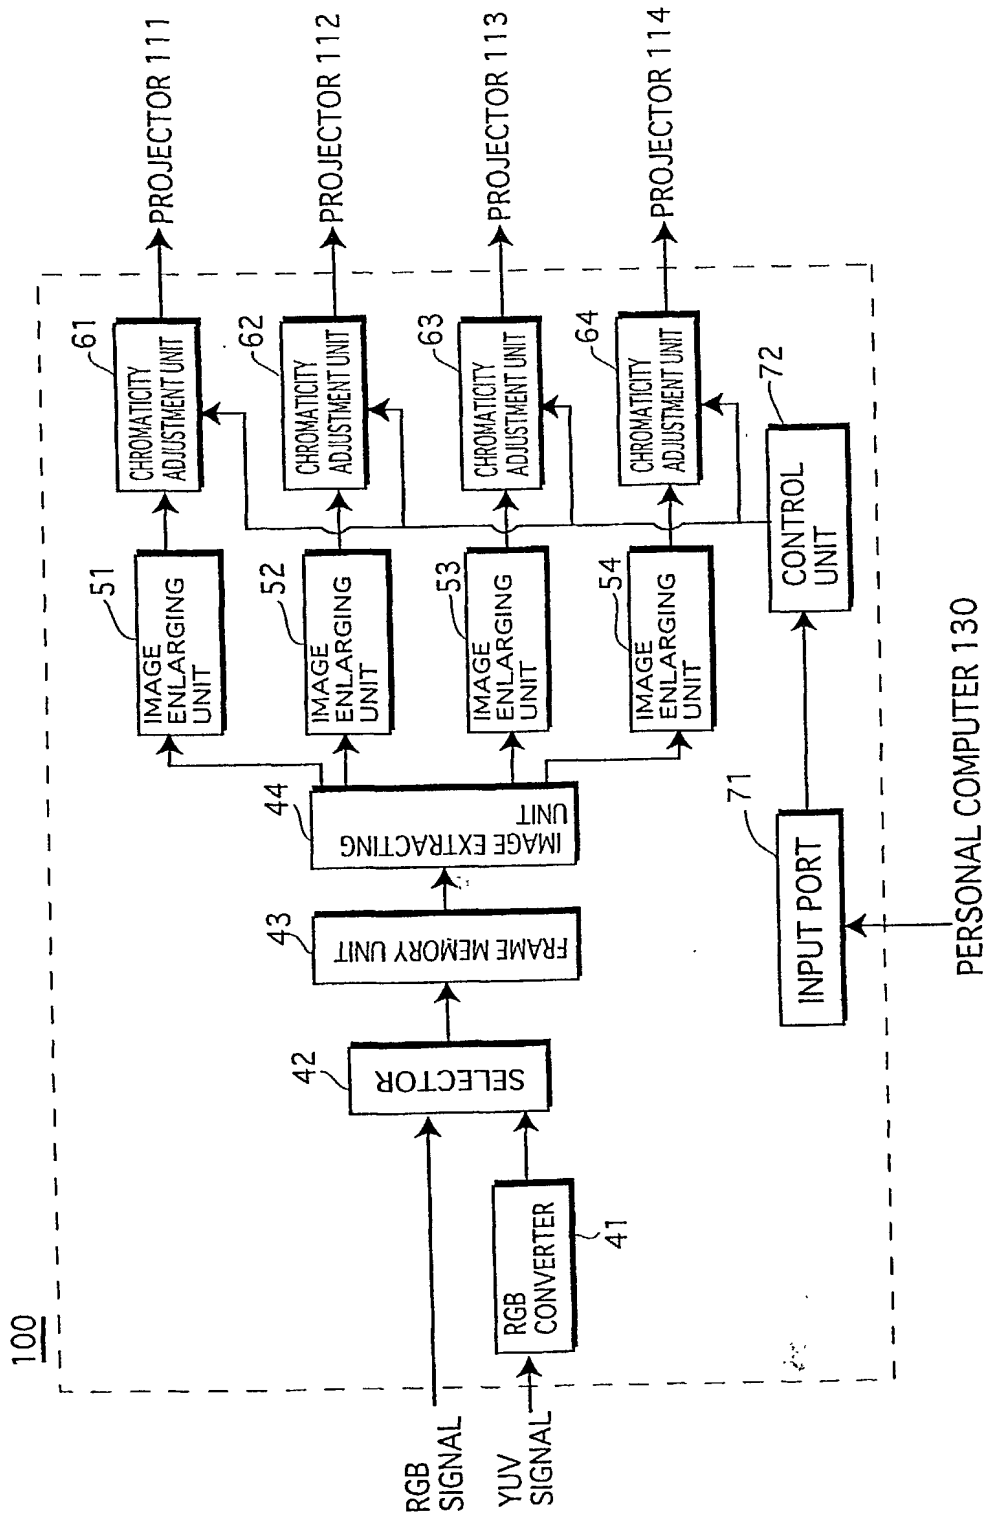 100
RGB
SIGNAL
YUV
SIGNAL
RGB
CONVERTER
41
SELECTOR
42
FRAME MEMORY UNIT
43
IMAGE EXTRACTING
UNIT
44
IMAGE
ENLARGING
UNIT
51
IMAGE
ENLARGING
UNIT
52
IMAGE
ENLARGING
UNIT
53
IMAGE
ENLARGING
UNIT
54
CHROMATICITY
ADJUSTMENT UNIT
61
CHROMATICITY
ADJUSTMENT UNIT
62
CHROMATICITY
ADJUSTMENT UNIT
63
CHROMATICITY
ADJUSTMENT UNIT
64
PROJECTOR 111
PROJECTOR 112
PROJECTOR 113
PROJECTOR 114
INPUT PORT
71
CONTROL
UNIT
72
PERSONAL COMPUTER 130